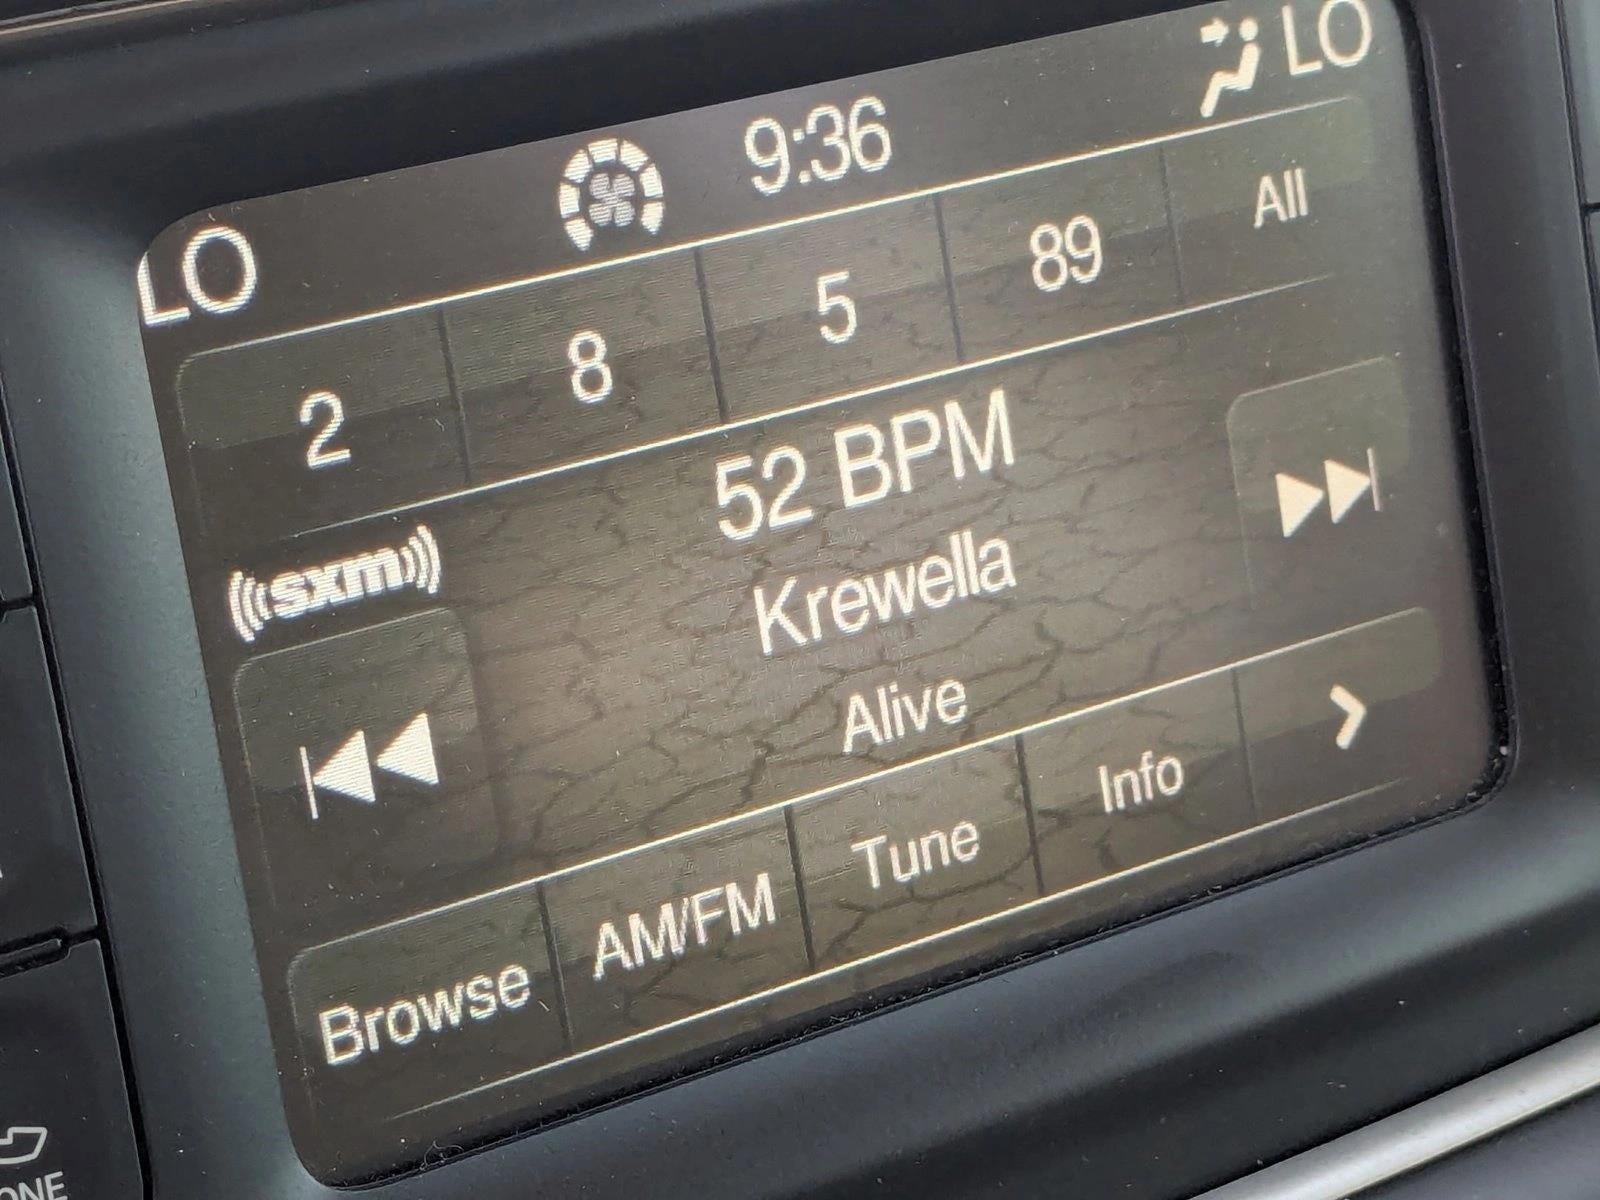 LO 9:36 LO
2 8 5 89 All
52 BPM
((sxm))
Krewella
Alive
Browse AM/FM Tune Info